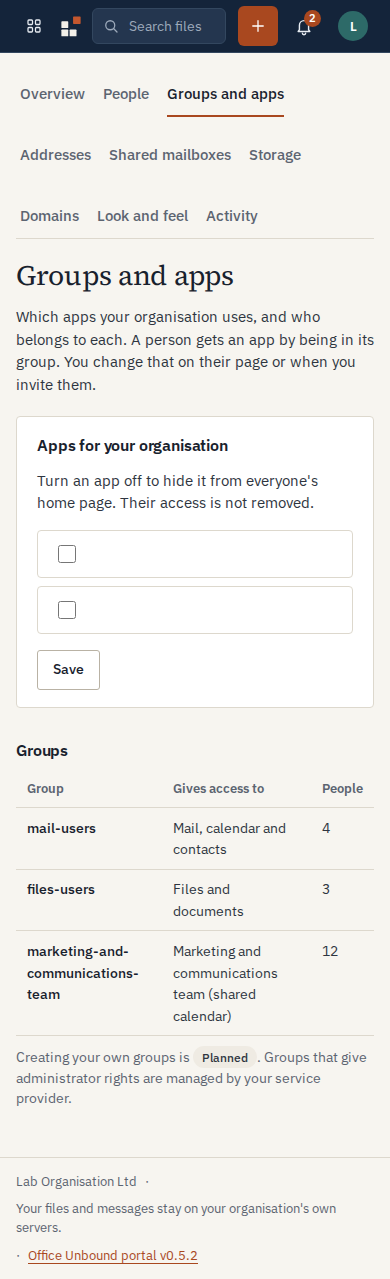 Search files
2
L
Overview People Groups and apps
Addresses Shared mailboxes Storage
Domains Look and feel Activity
Groups and apps
Which apps your organisation uses, and who
belongs to each. A person gets an app by being in its
group. You change that on their page or when you
invite them.
Apps for your organisation
Turn an app off to hide it from everyone's
home page. Their access is not removed.
Save
Groups
Group Gives access to People
mail-users Mail, calendar and 4
contacts
files-users Files and 3
documents
marketing-and- Marketing and 12
communications- communications
team team (shared
calendar)
Creating your own groups is Planned . Groups that give
administrator rights are managed by your service
provider.
Lab Organisation Ltd ·
Your files and messages stay on your organisation's own
servers.
· Office Unbound portal v0.5.2